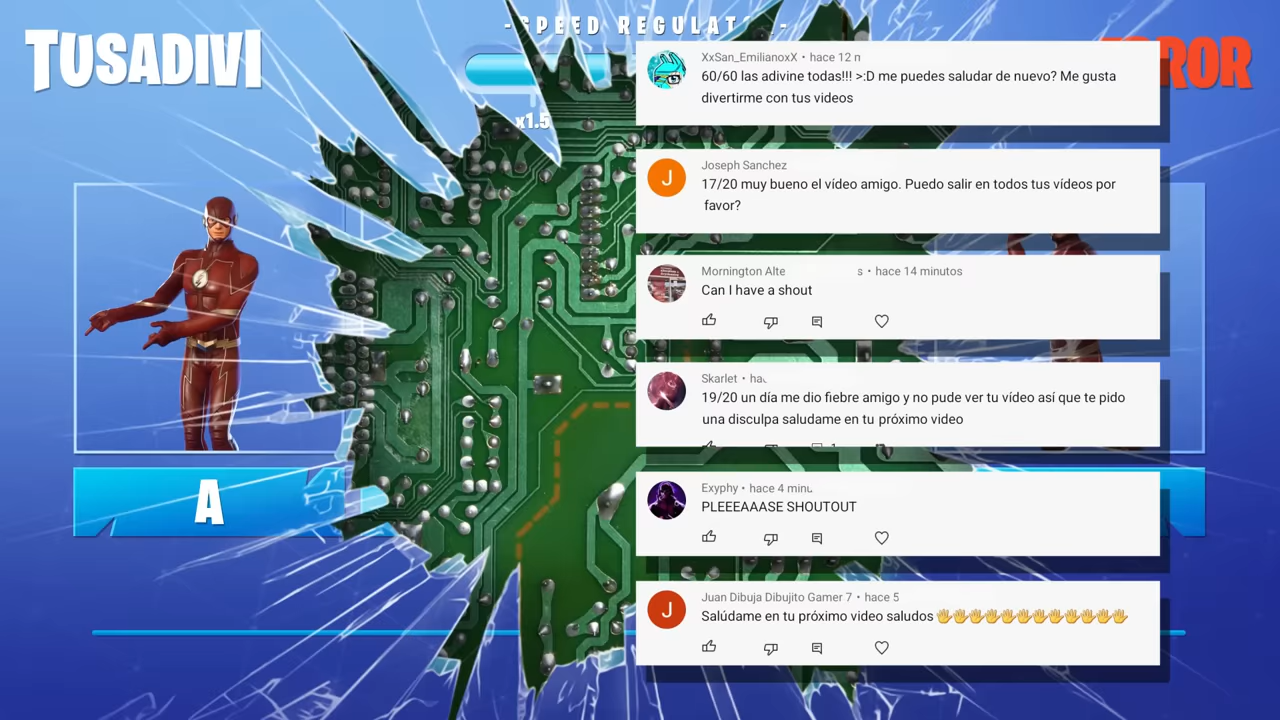 -SPEED REGULAT -
TUSADIVI
ROR
x1.5
XxSan_EmilianoxX • hace 12 m
60/60 las adivine todas!!! >:D me puedes saludar de nuevo? Me gusta
divertirme con tus videos
Joseph Sanchez
17/20 muy bueno el vídeo amigo. Puedo salir en todos tus vídeos por
favor?
Mornington Alte s • hace 14 minutos
Can I have a shout
Skarlet • hac
19/20 un día me dio fiebre amigo y no pude ver tu vídeo así que te pido
una disculpa saludame en tu próximo video
1
Exyphy • hace 4 minu
PLEEEAAASE SHOUTOUT
A
Juan Dibuja Dibujito Gamer 7 • hace 5
Salúdame en tu próximo video saludos 🖐🖐🖐🖐🖐🖐🖐🖐🖐🖐🖐🖐
J
J